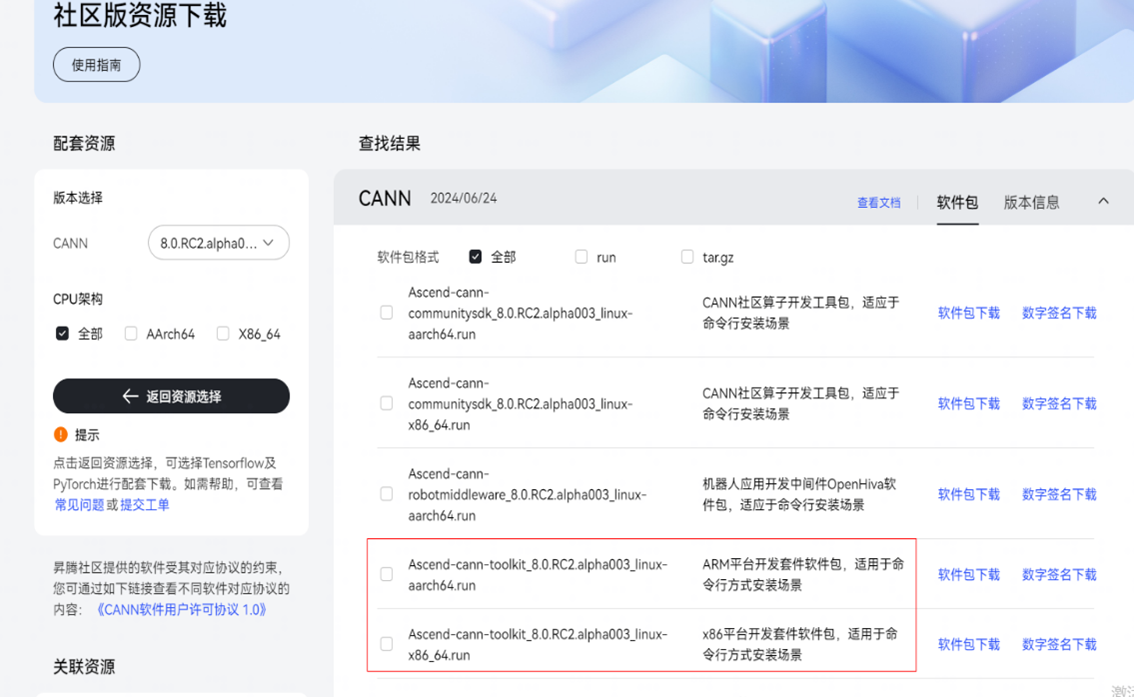 社区版资源下载
使用指南
配套资源
版本选择
CANN
8.0.RC2.alpha0...
CPU架构
全部
AArch64
X86_64
返回资源选择
提示
点击返回资源选择，可选择Tensorflow及
PyTorch进行配套下载。如需帮助，可查看
常见问题或提交工单
昇腾社区提供的软件受其对应协议的约束，
您可通过如下链接查看不同软件对应协议的
内容：《CANN软件用户许可协议 1.0》
关联资源
查找结果
CANN 2024/06/24
查看文档
软件包
版本信息
软件包格式
全部
run
tar.gz
Ascend-cann-
communitysdk_8.0.RC2.alpha003_linux-
aarch64.run
CANN社区算子开发工具包，适应于
命令行安装场景
软件包下载 数字签名下载
Ascend-cann-
communitysdk_8.0.RC2.alpha003_linux-
x86_64.run
CANN社区算子开发工具包，适应于
命令行安装场景
软件包下载 数字签名下载
Ascend-cann-
robotmiddleware_8.0.RC2.alpha003_linux-
aarch64.run
机器人应用开发中间件OpenHiva软
件包，适应于命令行安装场景
软件包下载 数字签名下载
Ascend-cann-toolkit_8.0.RC2.alpha003_linux-
aarch64.run
ARM平台开发套件软件包，适用于命
令行方式安装场景
软件包下载 数字签名下载
Ascend-cann-toolkit_8.0.RC2.alpha003_linux-
x86_64.run
x86平台开发套件软件包，适用于命
令行方式安装场景
软件包下载 数字签名下载